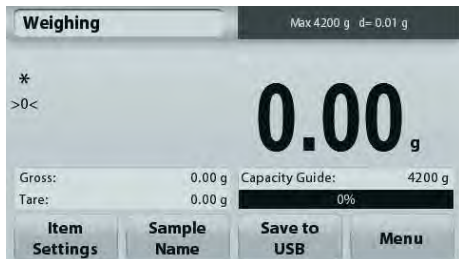 Weighing
Max 4200 g d= 0.01 g
*
>0<
0.00 g
Gross: 0.00 g
Tare: 0.00 g
Capacity Guide: 4200 g
0%
Item Settings
Sample Name
Save to USB
Menu